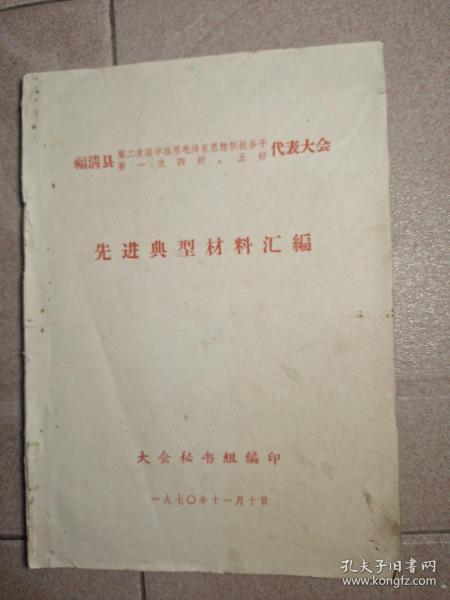 福清县 第二次活学活用毛泽东思想积极分子 代表大会
第一次四好、五好
先进典型材料汇编
大会秘书组编印
一九七〇年十一月十日
孔夫子旧书网
www.kongfz.com